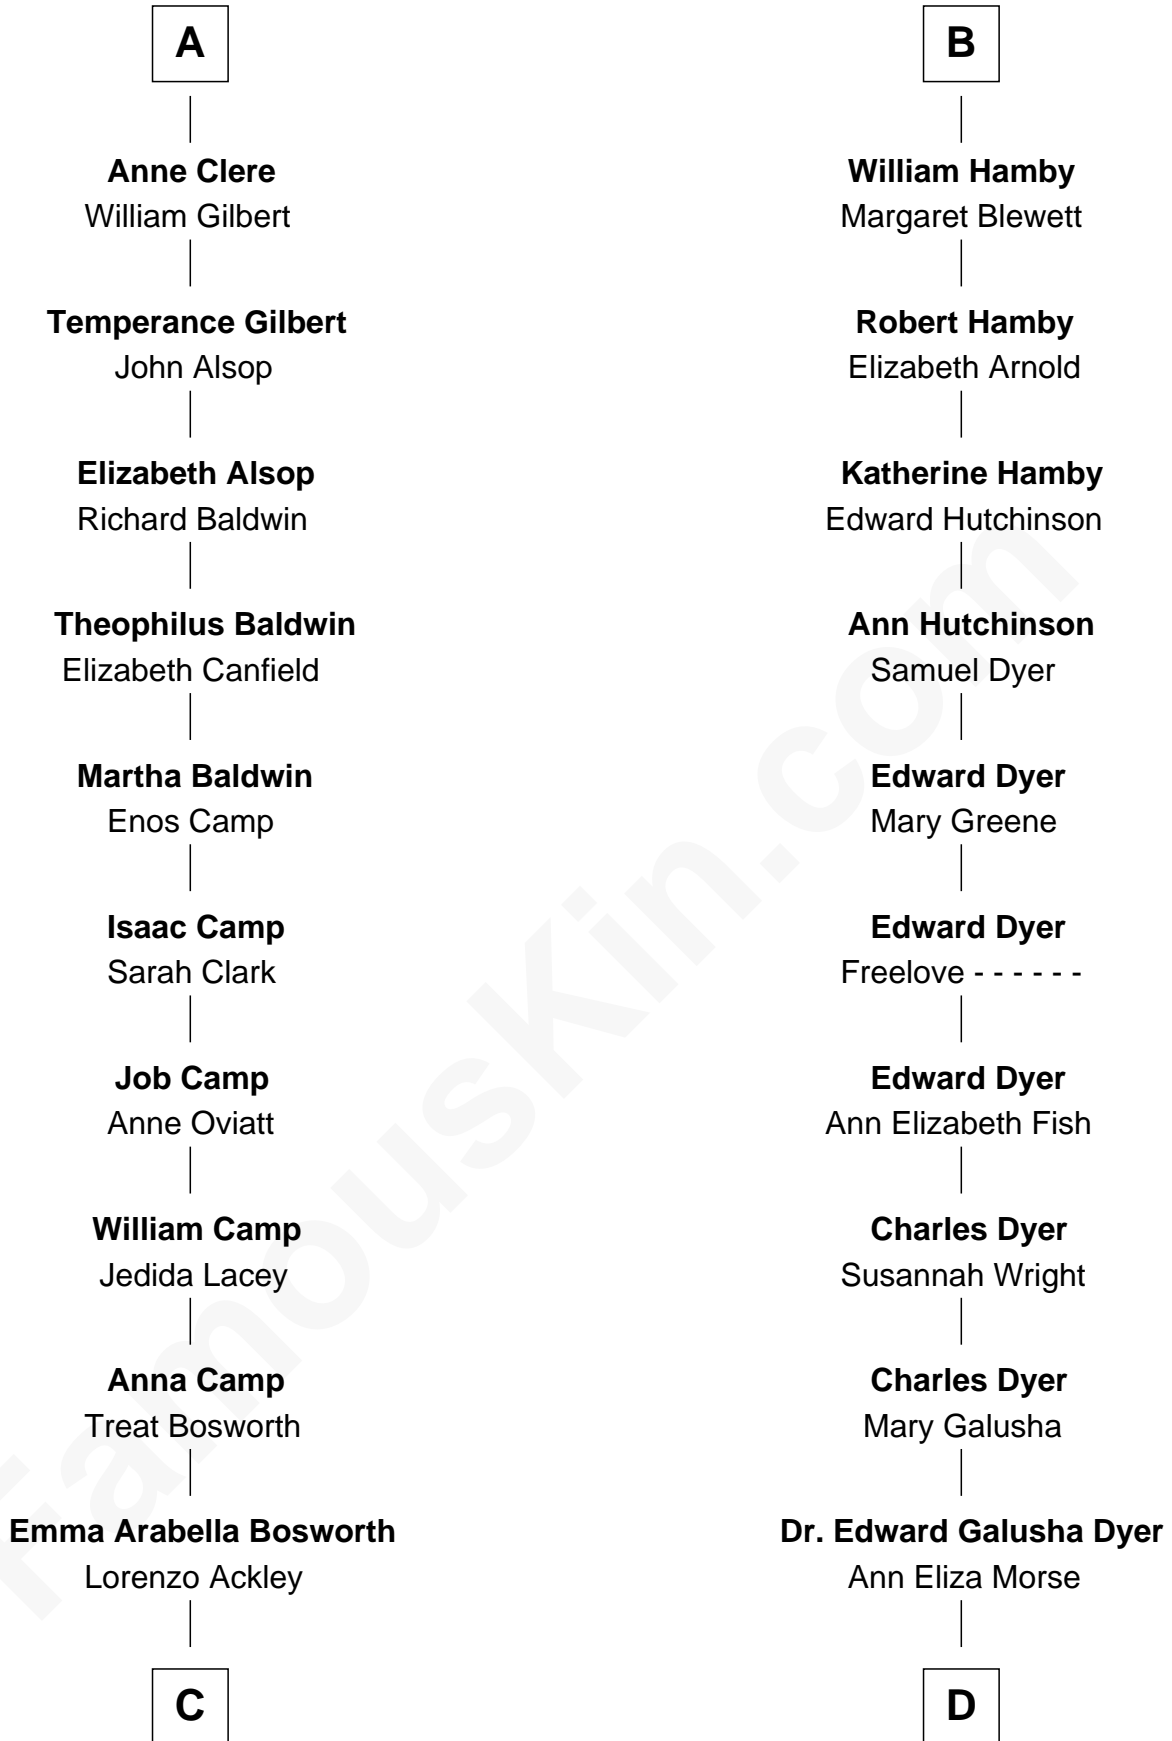 A
Anne Clere
William Gilbert
Temperance Gilbert
John Alsop
Elizabeth Alsop
Richard Baldwin
Theophilus Baldwin
Elizabeth Canfield
Martha Baldwin
Enos Camp
Isaac Camp
Sarah Clark
Job Camp
Anne Oviatt
William Camp
Jedida Lacey
Anna Camp
Treat Bosworth
Emma Arabella Bosworth
Lorenzo Ackley
C
B
William Hamby
Margaret Blewett
Robert Hamby
Elizabeth Arnold
Katherine Hamby
Edward Hutchinson
Ann Hutchinson
Samuel Dyer
Edward Dyer
Mary Greene
Edward Dyer
Freelove - - - - - -
Edward Dyer
Ann Elizabeth Fish
Charles Dyer
Susannah Wright
Charles Dyer
Mary Galusha
Dr. Edward Galusha Dyer
Ann Eliza Morse
D
FamousKin.com